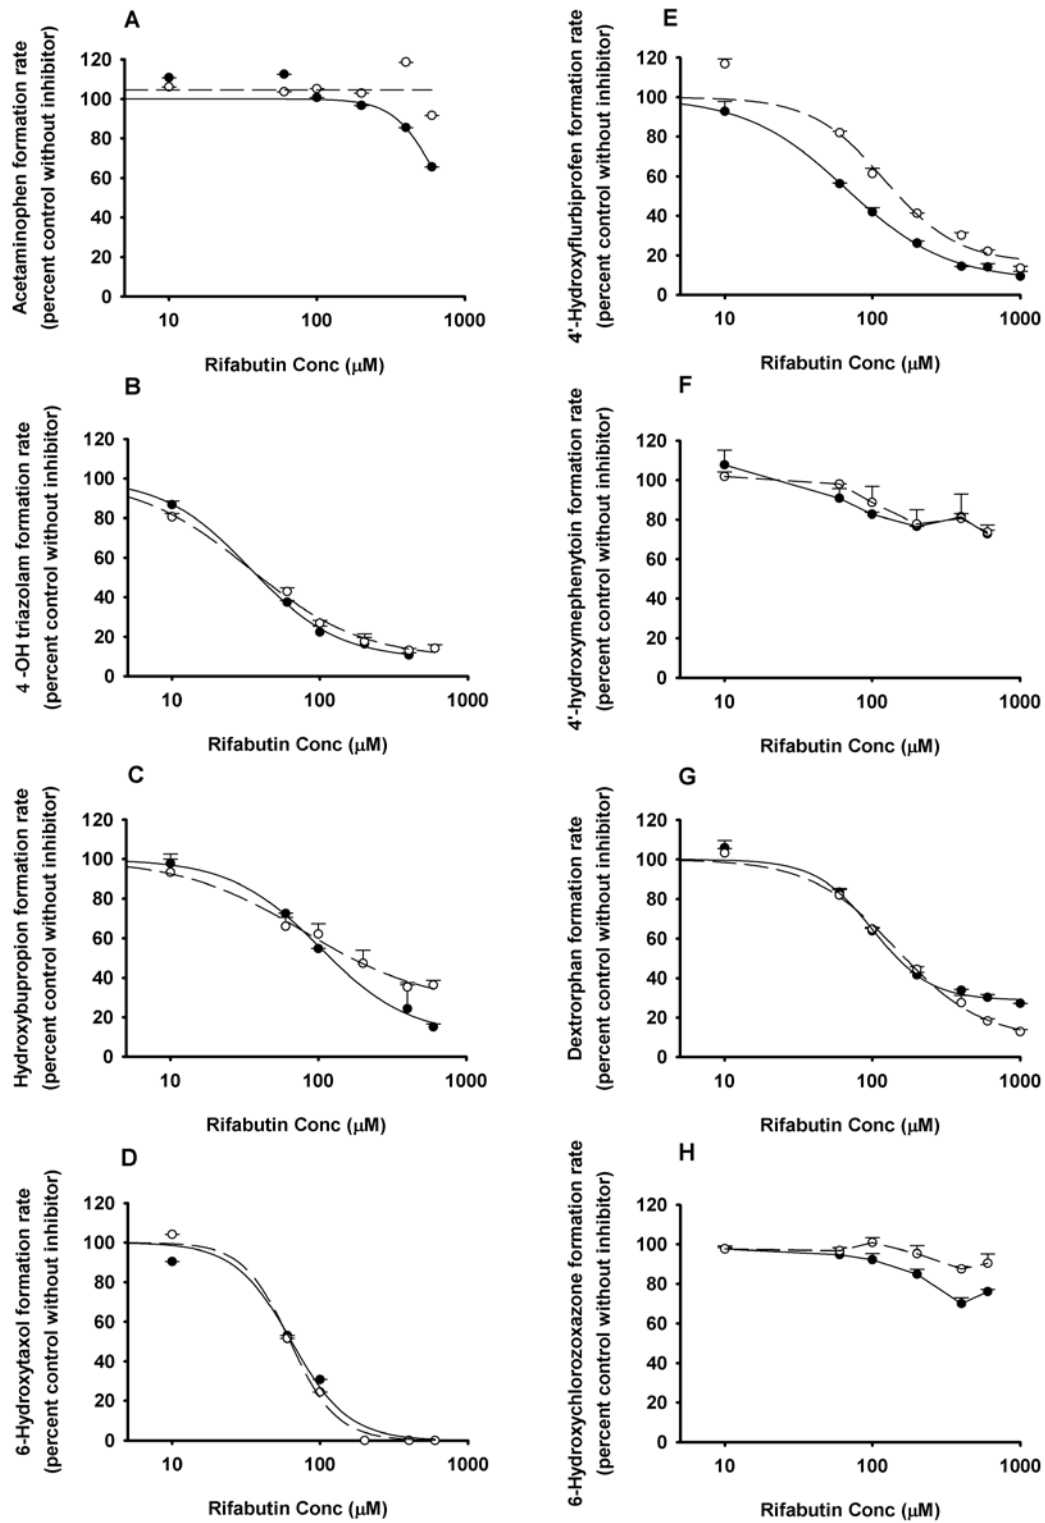 A
Acetaminophen formation rate
(percent control without inhibitor)
120
100
80
60
40
20
0
10 100 1000
Rifabutin Conc (μM)
B
4 -OH triazolam formation rate
(percent control without inhibitor)
120
100
80
60
40
20
0
10 100 1000
Rifabutin Conc (μM)
C
Hydroxybupropion formation rate
(percent control without inhibitor)
120
100
80
60
40
20
0
10 100 1000
Rifabutin Conc (μM)
D
6-Hydroxytaxol formation rate
(percent control without inhibitor)
120
100
80
60
40
20
0
10 100 1000
Rifabutin Conc (μM)
E
4'-Hydroxyflurbiprofen formation rate
(percent control without inhibitor)
120
100
80
60
40
20
0
10 100 1000
Rifabutin Conc (μM)
F
4'-hydroxymephenytoin formation rate
(percent control without inhibitor)
120
100
80
60
40
20
0
10 100 1000
Rifabutin Conc (μM)
G
Dextrorphan formation rate
(percent control without inhibitor)
120
100
80
60
40
20
0
10 100 1000
Rifabutin Conc (μM)
H
6-Hydroxychlorozoxazone formation rate
(percent control without inhibitor)
120
100
80
60
40
20
0
10 100 1000
Rifabutin Conc (μM)